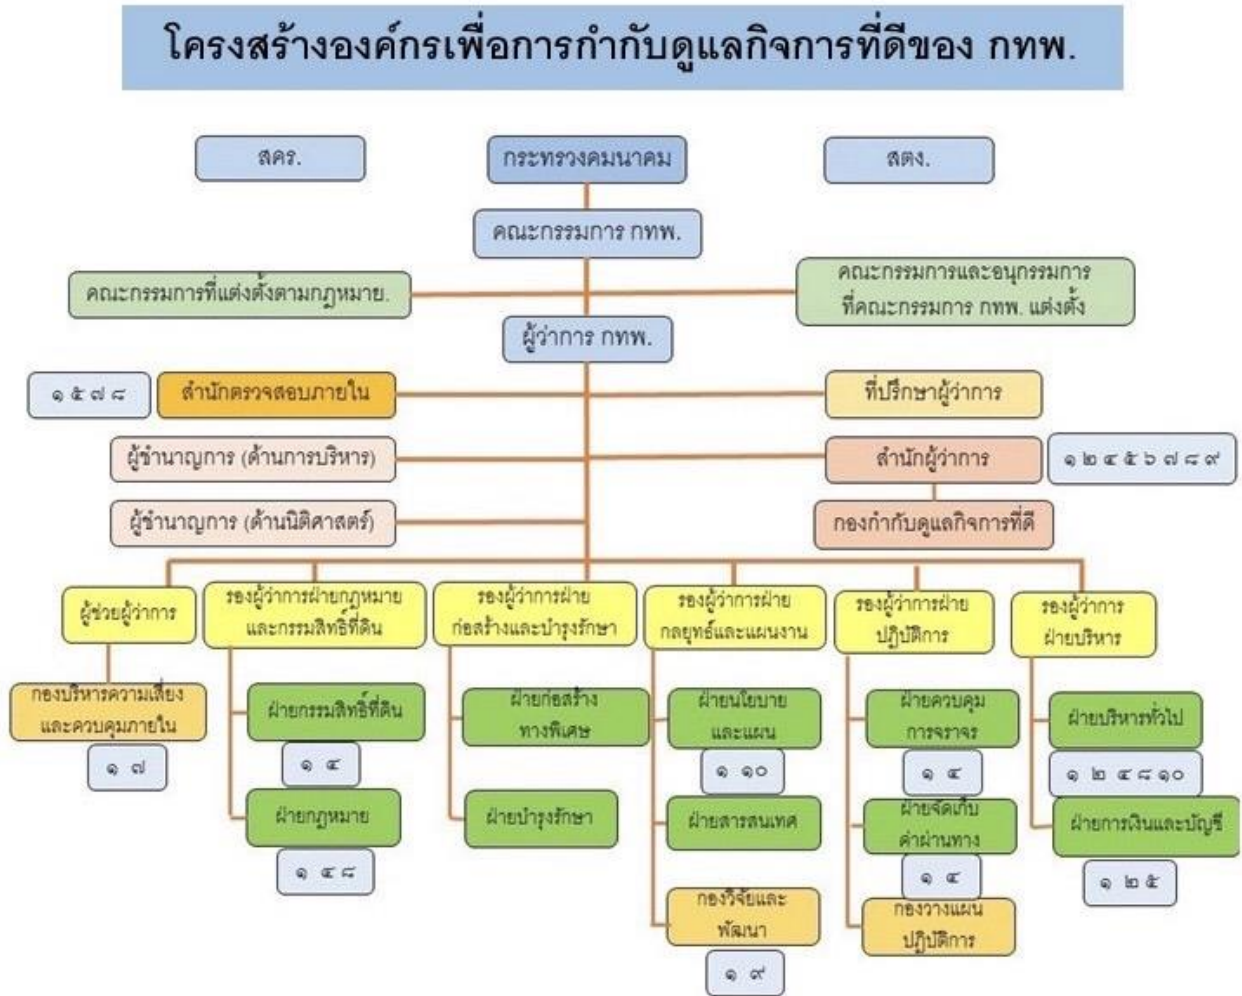 โครงสร้างองค์กรเพื่อการกำกับดูแลกิจการที่ดีของ กทพ.
สคร.
กระทรวงคมนาคม
สตง.
คณะกรรมการ กทพ.
คณะกรรมการที่แต่งตั้งตามกฎหมาย.
คณะกรรมการและอนุกรรมการ
ที่คณะกรรมการ กทพ. แต่งตั้ง
ผู้ว่าการ กทพ.
๑ ๕ ๗ ๘
สำนักตรวจสอบภายใน
ที่ปรึกษาผู้ว่าการ
ผู้ชำนาญการ (ด้านการบริหาร)
สำนักผู้ว่าการ
๑ ๒ ๔ ๕ ๖ ๗ ๘ ๙
ผู้ชำนาญการ (ด้านนิติศาสตร์)
กองกำกับดูแลกิจการที่ดี
ผู้ช่วยผู้ว่าการ
รองผู้ว่าการฝ่ายกฎหมาย
และกรรมสิทธิ์ที่ดิน
รองผู้ว่าการฝ่าย
ก่อสร้างและบำรุงรักษา
รองผู้ว่าการฝ่าย
กลยุทธ์และแผนงาน
รองผู้ว่าการฝ่าย
ปฏิบัติการ
รองผู้ว่าการ
ฝ่ายบริหาร
กองบริหารความเสี่ยง
และควบคุมภายใน
๑ ๗
ฝ่ายกรรมสิทธิ์ที่ดิน
๑ ๔
ฝ่ายกฎหมาย
๑ ๔ ๘
ฝ่ายก่อสร้าง
ทางพิเศษ
ฝ่ายบำรุงรักษา
ฝ่ายนโยบาย
และแผน
๑ ๑๐
ฝ่ายสารสนเทศ
กองวิจัยและ
พัฒนา
๑ ๙
ฝ่ายควบคุม
การจราจร
๑ ๔
ฝ่ายจัดเก็บ
ค่าผ่านทาง
๑ ๔
กองวางแผน
ปฏิบัติการ
ฝ่ายบริหารทั่วไป
๑ ๒ ๔ ๘ ๑๐
ฝ่ายการเงินและบัญชี
๑ ๒ ๕